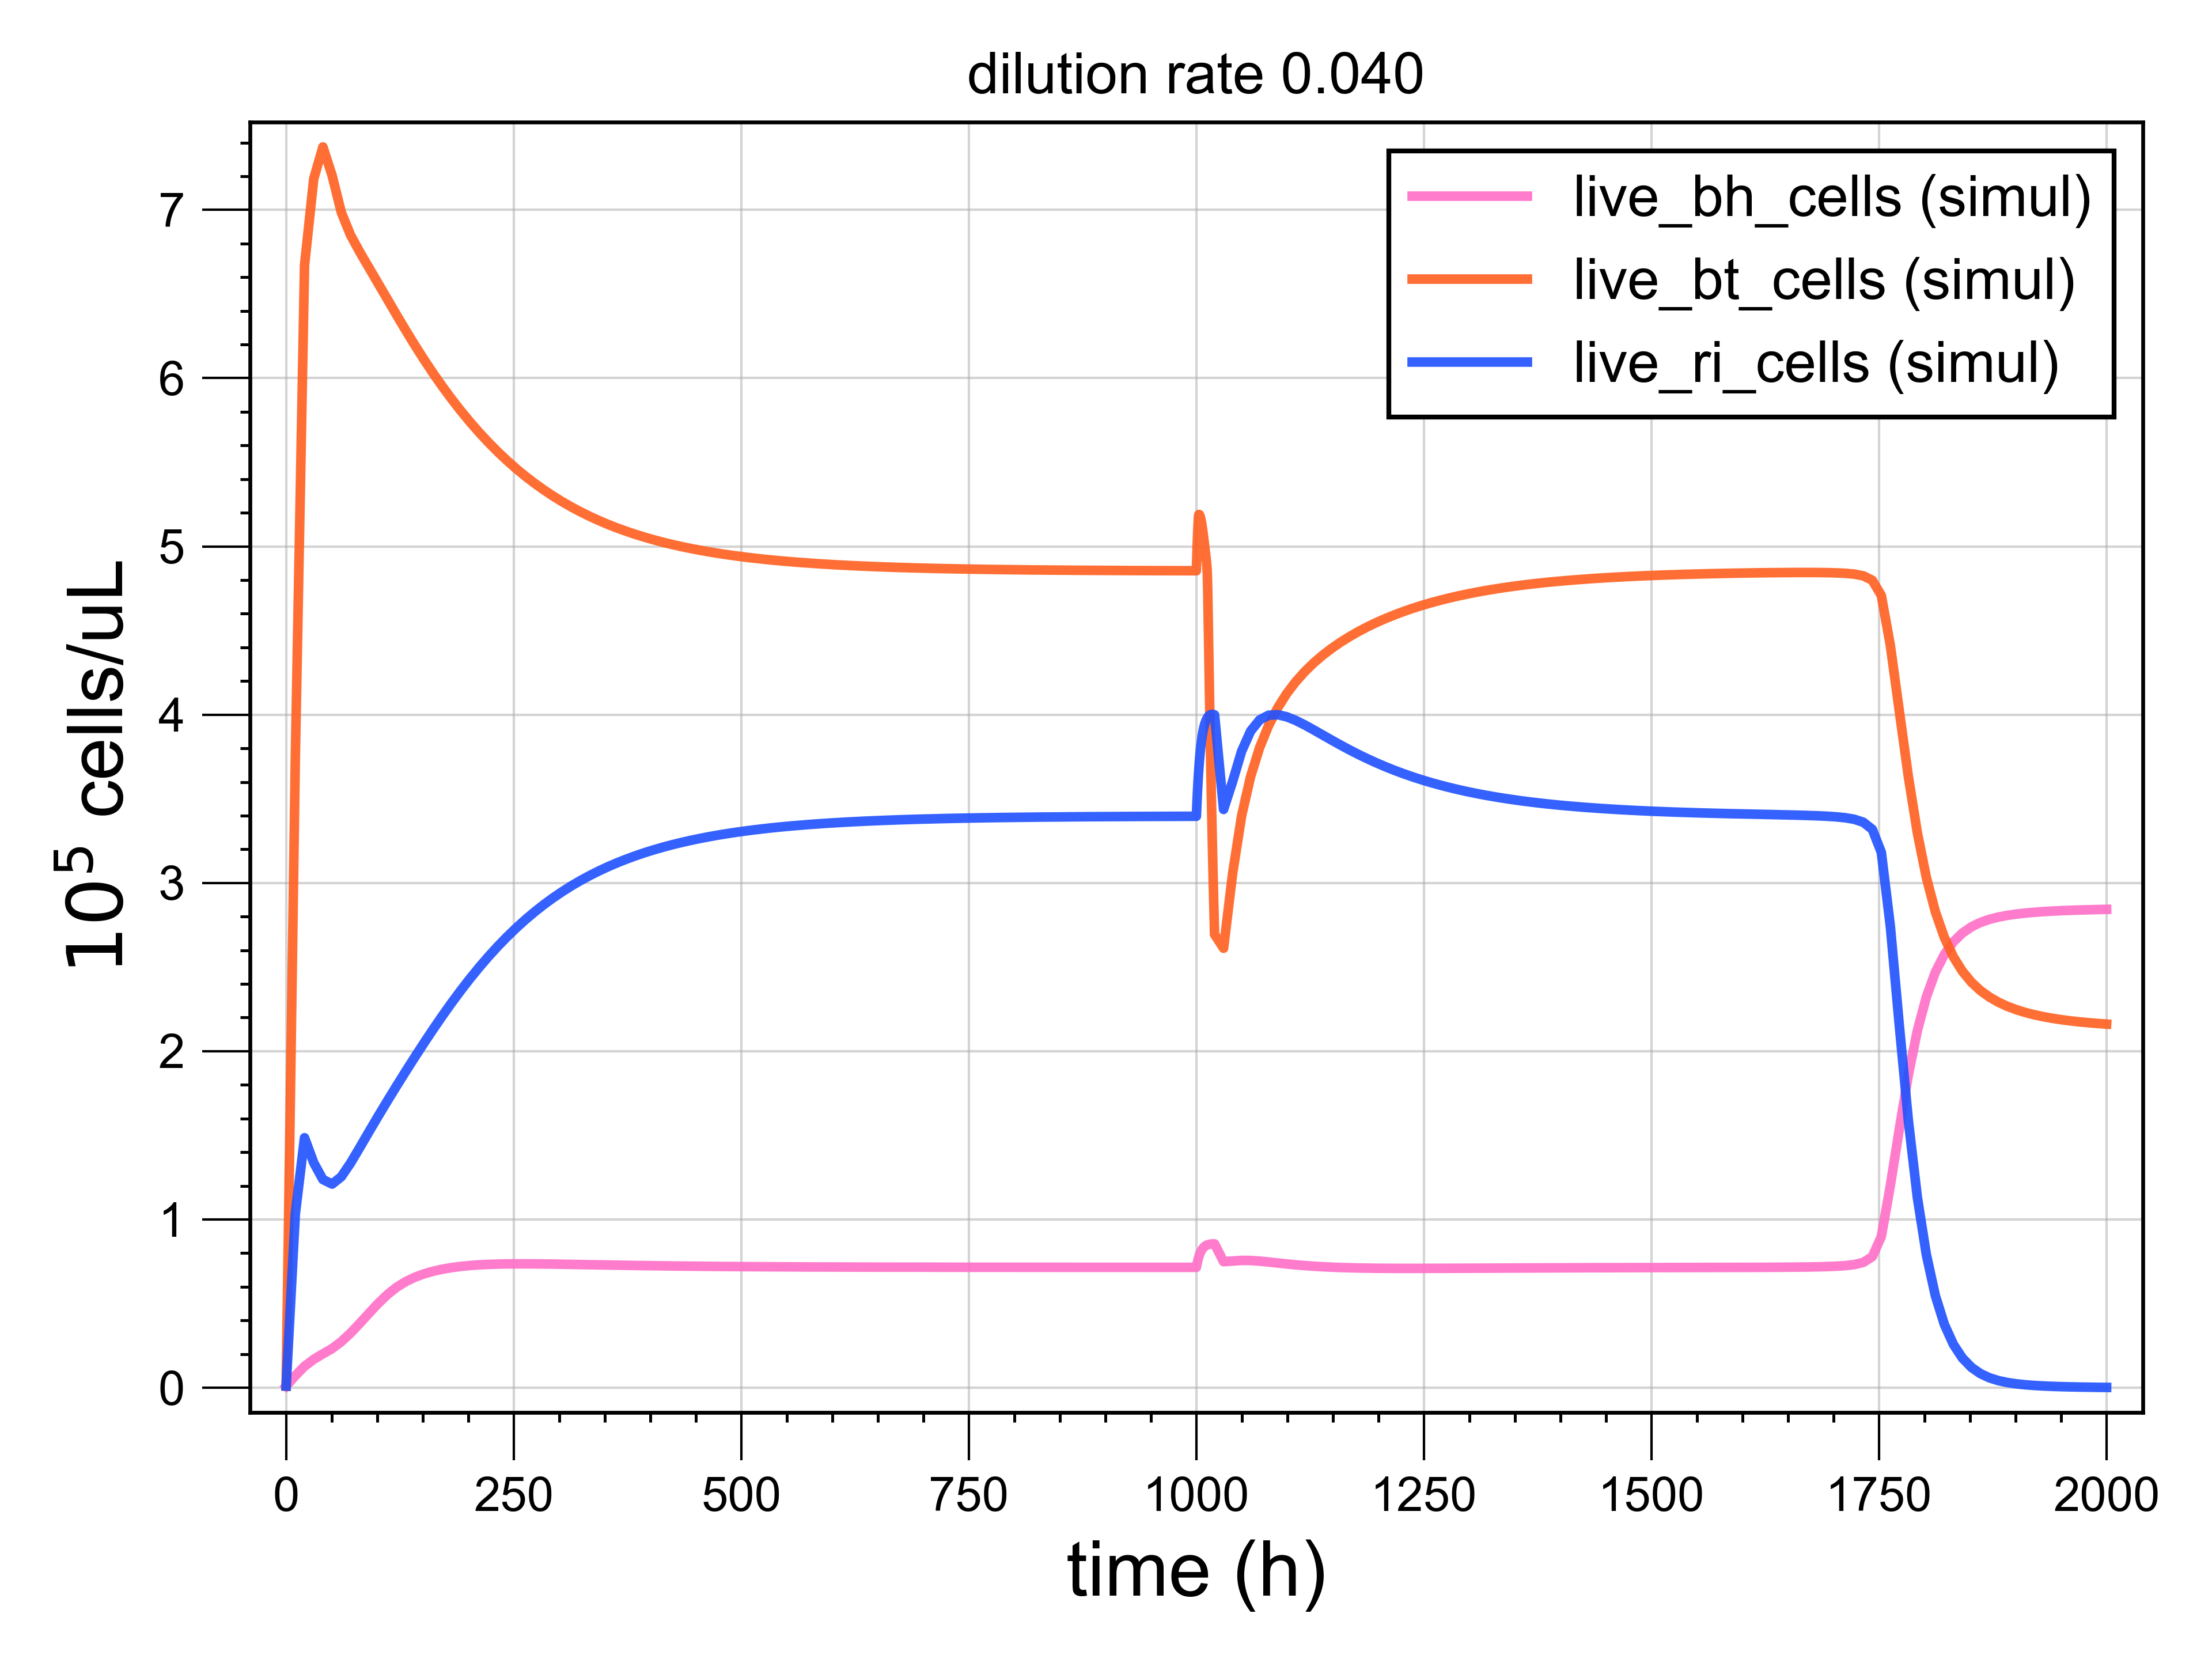 dilution rate 0.040
live_bh_cells (simul)
live_bt_cells (simul)
live_ri_cells (simul)
10⁵ cells/uL
7
6
5
4
3
2
1
0
0 250 500 750 1000 1250 1500 1750 2000
time (h)